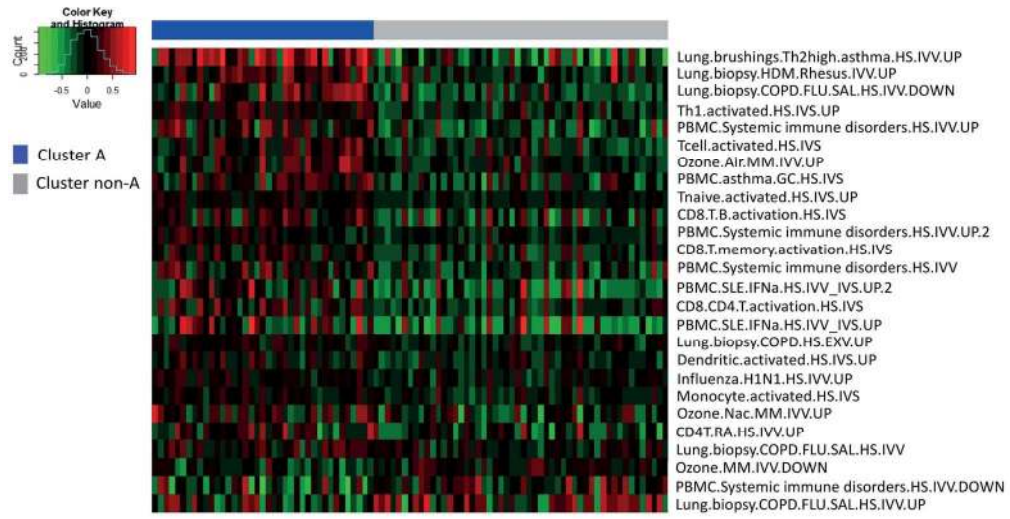 Color Key
and Histogram
Count
0 200
-0.5 0 0.5
Value
Cluster A
Cluster non-A
Lung.brushings.Th2high.asthma.HS.IVV.UP
Lung.biopsy.HDM.Rhesus.IVV.UP
Lung.biopsy.COPD.FLU.SAL.HS.IVV.DOWN
Th1.activated.HS.IVS.UP
PBMC.Systemic immune disorders.HS.IVV.UP
Tcell.activated.HS.IVS
Ozone.Air.MM.IVV.UP
PBMC.asthma.GC.HS.IVS
Tnaive.activated.HS.IVS.UP
CD8.T.B.activation.HS.IVS
PBMC.Systemic immune disorders.HS.IVV.UP.2
CD8.T.memory.activation.HS.IVS
PBMC.Systemic immune disorders.HS.IVV
PBMC.SLE.IFNa.HS.IVV_IVS.UP.2
CD8.CD4.T.activation.HS.IVS
PBMC.SLE.IFNa.HS.IVV_IVS.UP
Lung.biopsy.COPD.HS.EXV.UP
Dendritic.activated.HS.IVS.UP
Influenza.H1N1.HS.IVV.UP
Monocyte.activated.HS.IVS
Ozone.Nac.MM.IVV.UP
CD4T.RA.HS.IVV.UP
Lung.biopsy.COPD.FLU.SAL.HS.IVV
Ozone.MM.IVV.DOWN
PBMC.Systemic immune disorders.HS.IVV.DOWN
Lung.biopsy.COPD.FLU.SAL.HS.IVV.UP